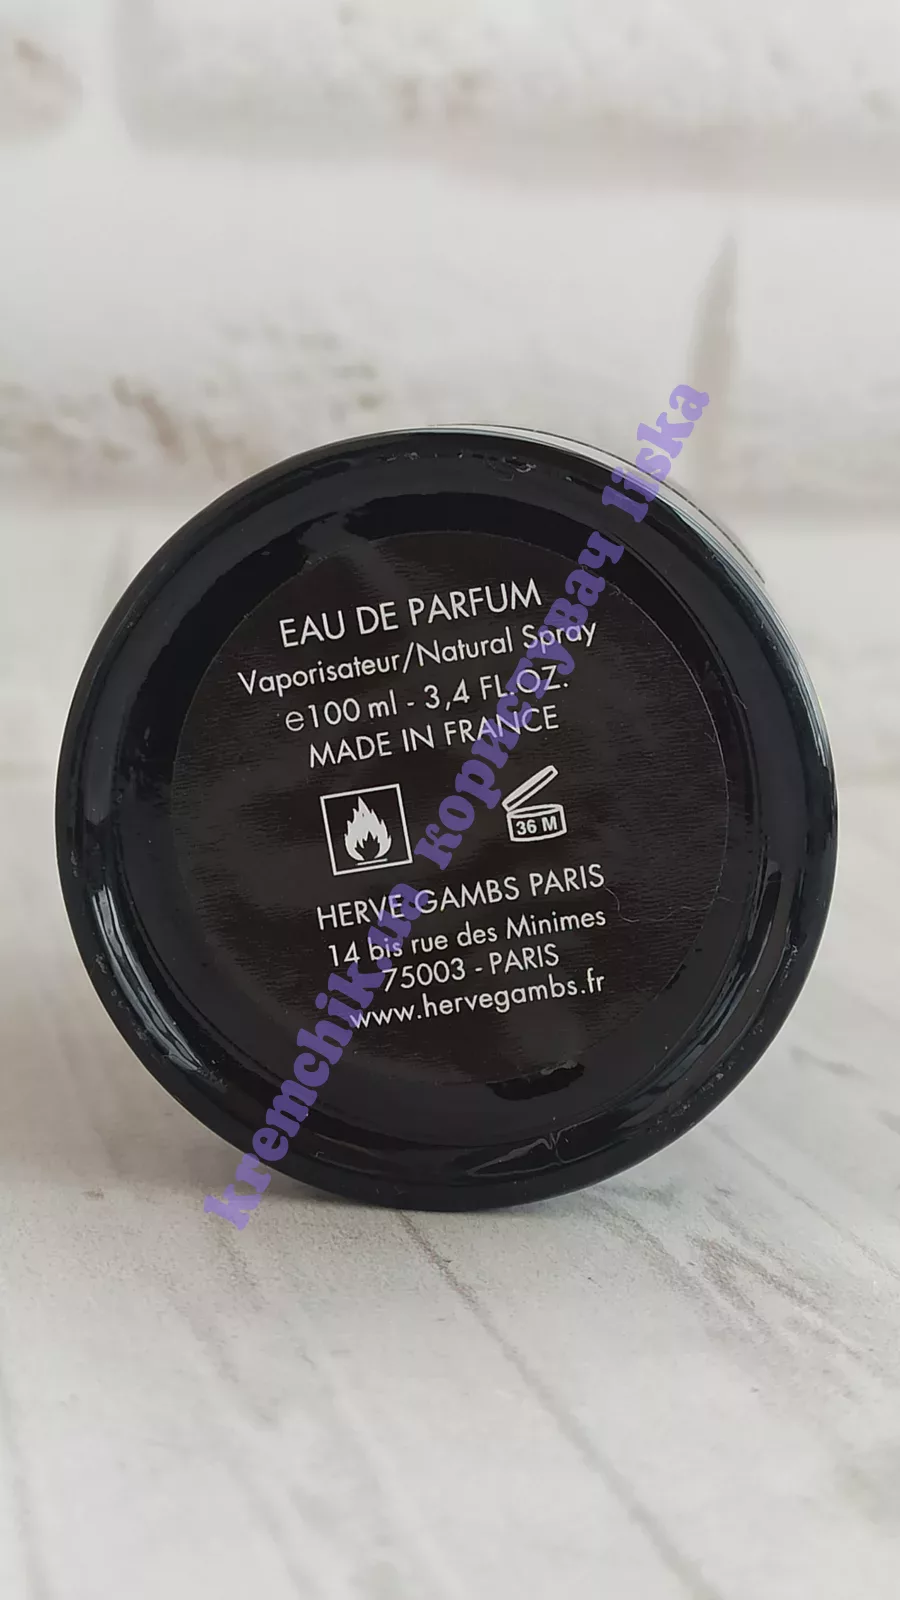 EAU DE PARFUM
Vaporisateur/Natural Spray
℮100 ml - 3,4 FL.OZ.
MADE IN FRANCE
36 M
HERVE GAMBS PARIS
14 bis rue des Minimes
75003 - PARIS
www.hervegambs.fr
kremchik.ua користувач liska